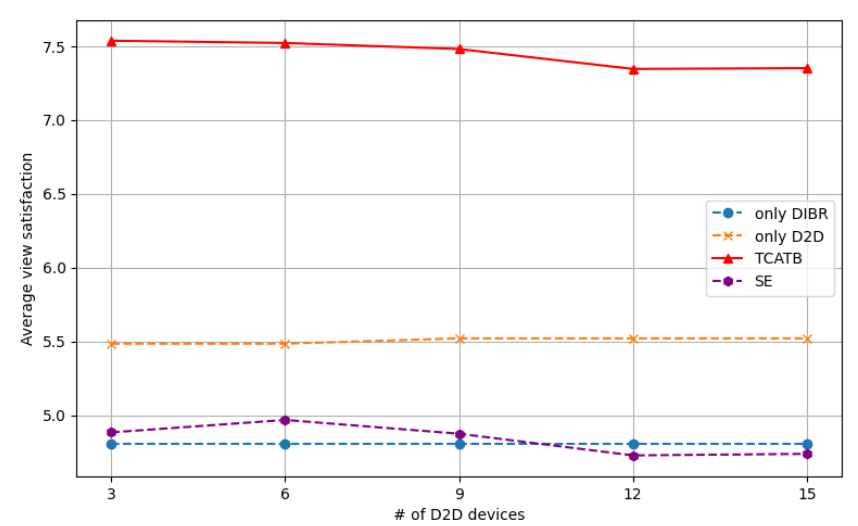 7.5
7.0
6.5
6.0
5.5
5.0
Average view satisfaction
only DIBR
only D2D
TCATB
SE
3 6 9 12 15
# of D2D devices